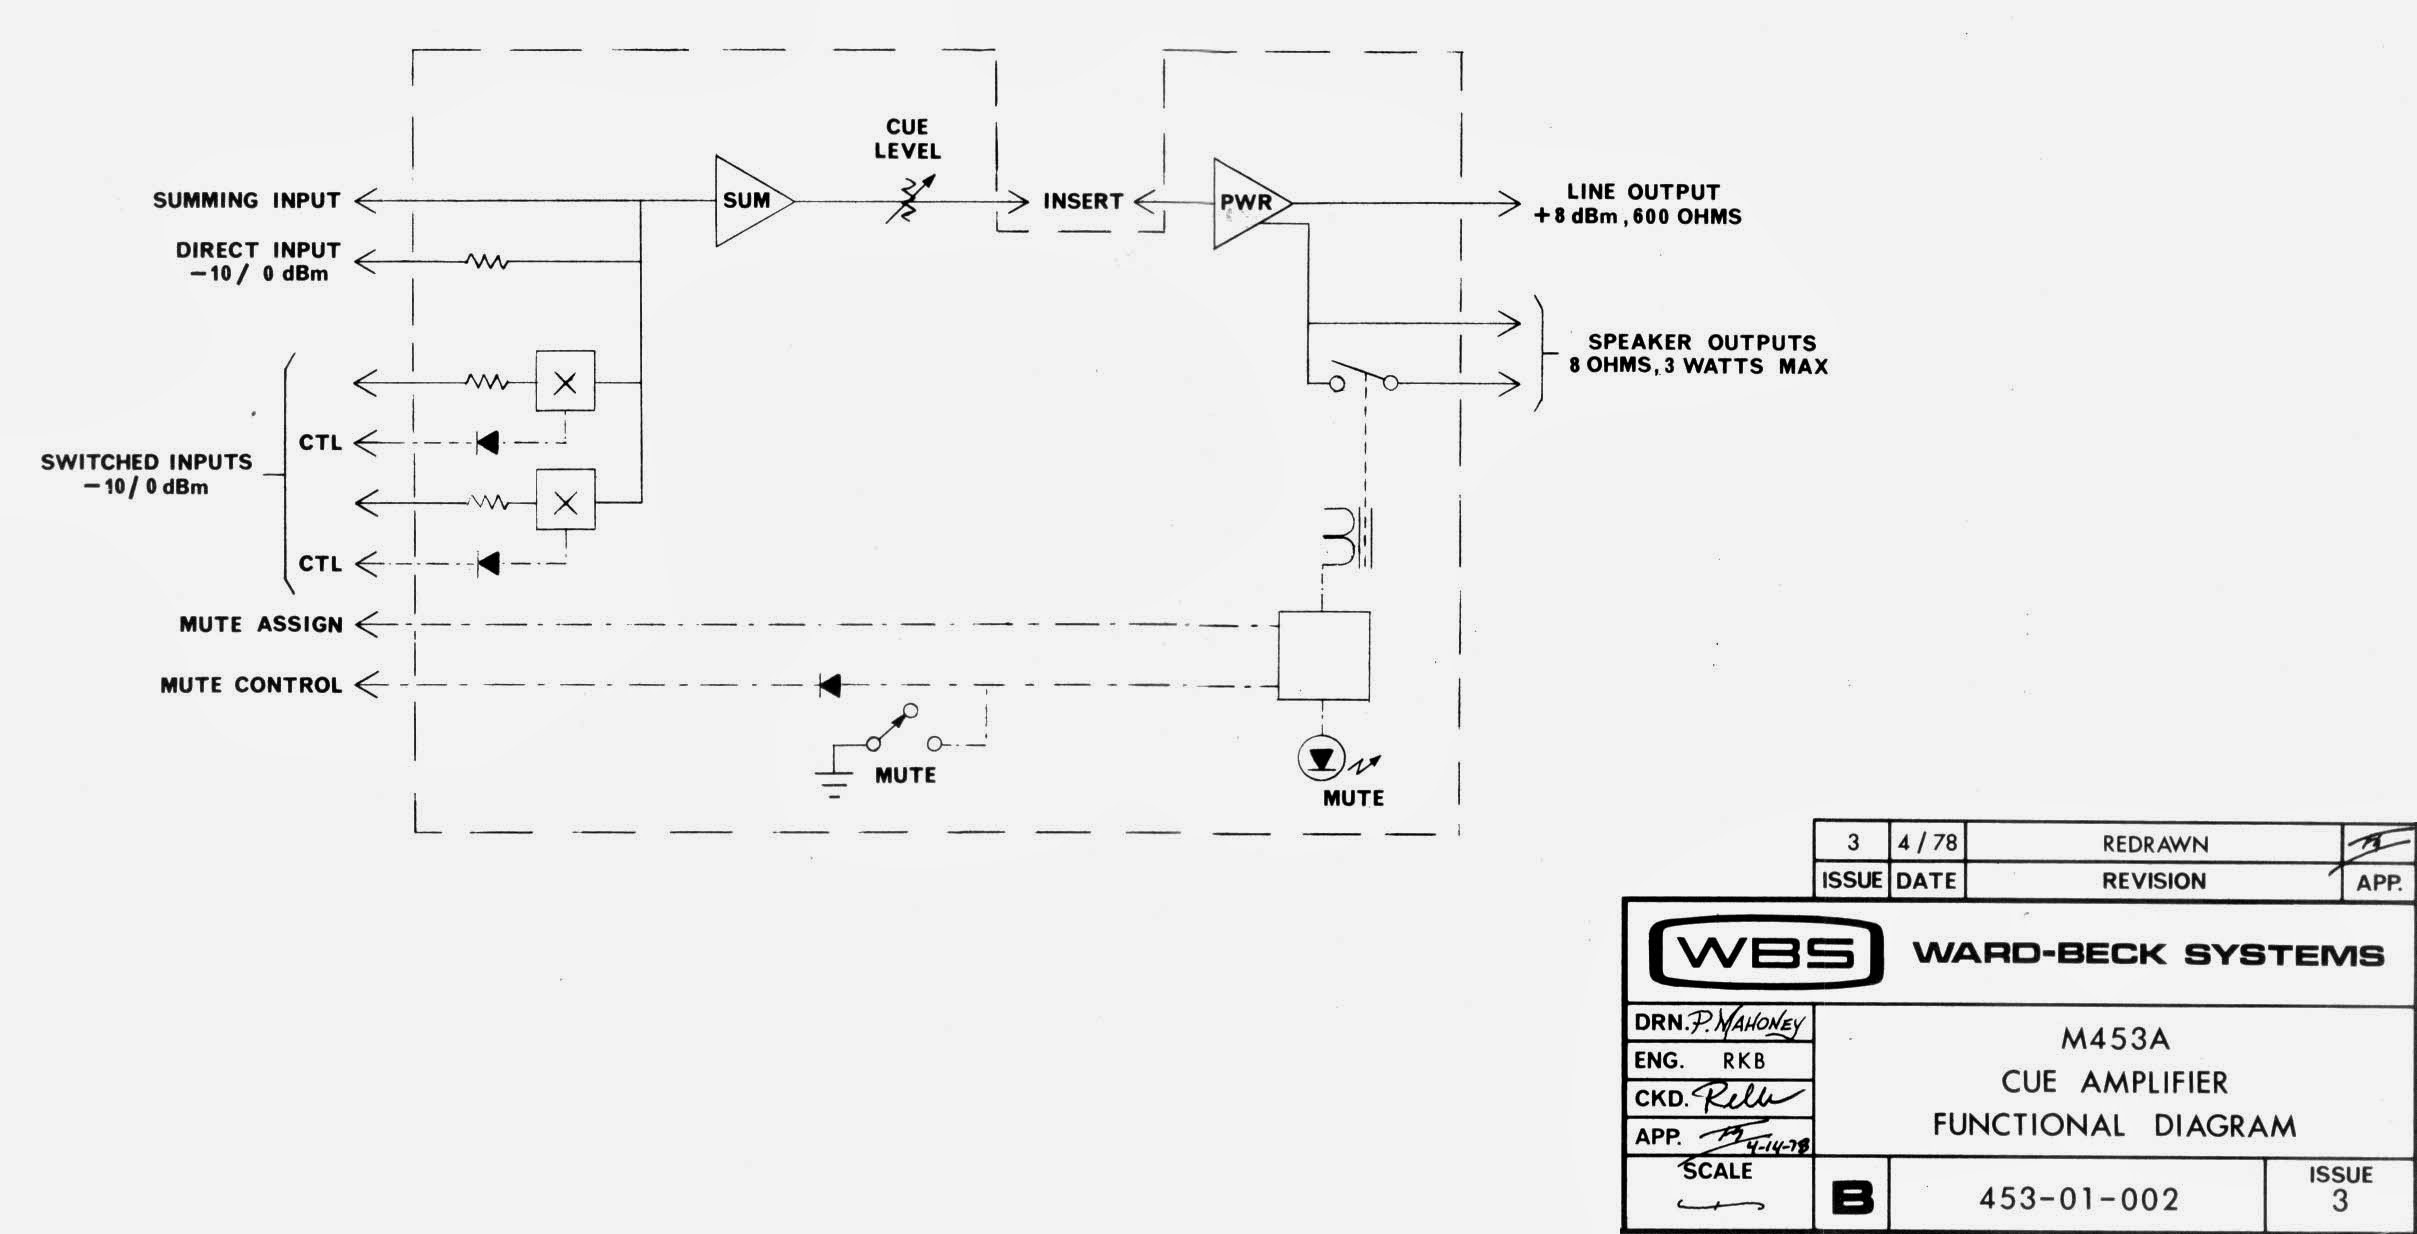 CUE
LEVEL
SUMMING INPUT
SUM
INSERT
PWR
LINE OUTPUT
+8 dBm, 600 OHMS
DIRECT INPUT
-10/ 0 dBm
SPEAKER OUTPUTS
8 OHMS, 3 WATTS MAX
CTL
SWITCHED INPUTS
-10/ 0 dBm
CTL
MUTE ASSIGN
MUTE CONTROL
MUTE
MUTE
3 4/78 REDRAWN
ISSUE DATE REVISION APP.
WBS WARD-BECK SYSTEMS
DRN. P. MAHONEY
ENG. RKB
CKD.
APP. 4-14-78
SCALE
M453A
CUE AMPLIFIER
FUNCTIONAL DIAGRAM
B 453-01-002 ISSUE
3